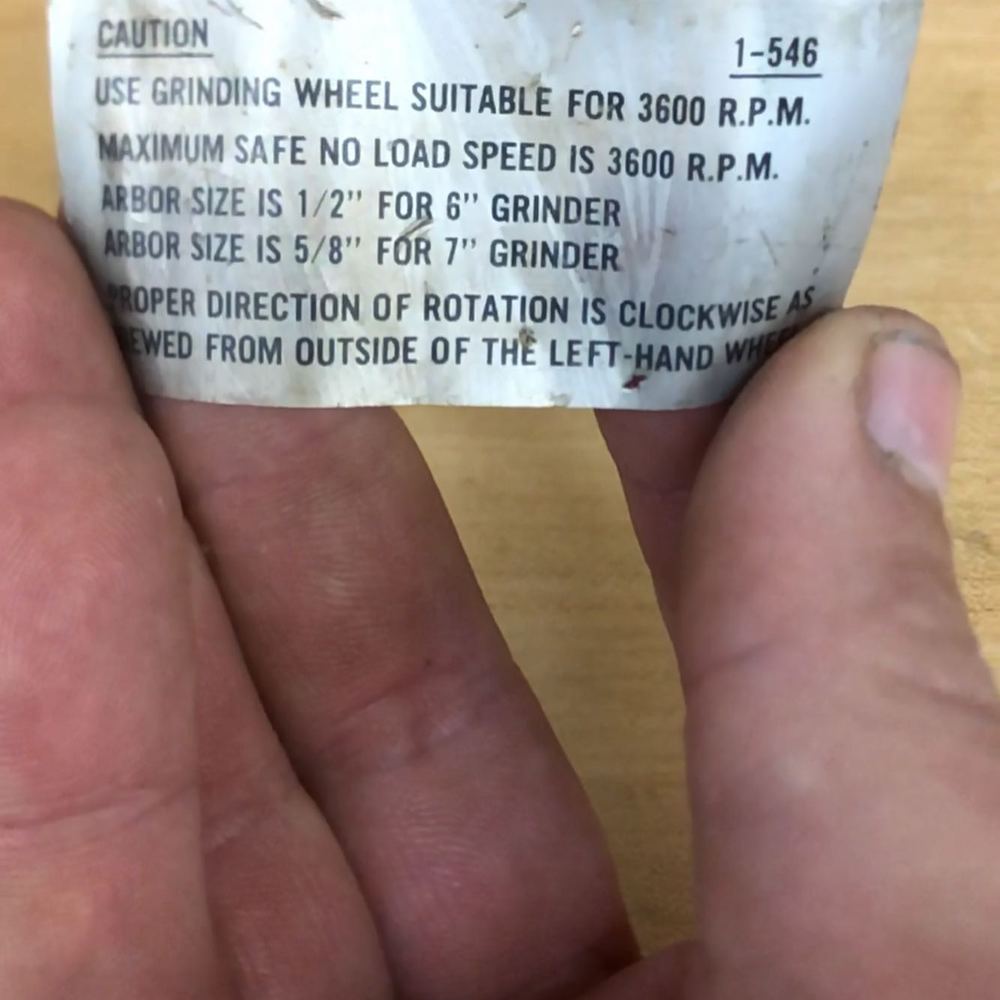 CAUTION
1-546
USE GRINDING WHEEL SUITABLE FOR 3600 R.P.M.
MAXIMUM SAFE NO LOAD SPEED IS 3600 R.P.M.
ARBOR SIZE IS 1/2" FOR 6" GRINDER
ARBOR SIZE IS 5/8" FOR 7" GRINDER
PROPER DIRECTION OF ROTATION IS CLOCKWISE AS
VIEWED FROM OUTSIDE OF THE LEFT-HAND WHEEL